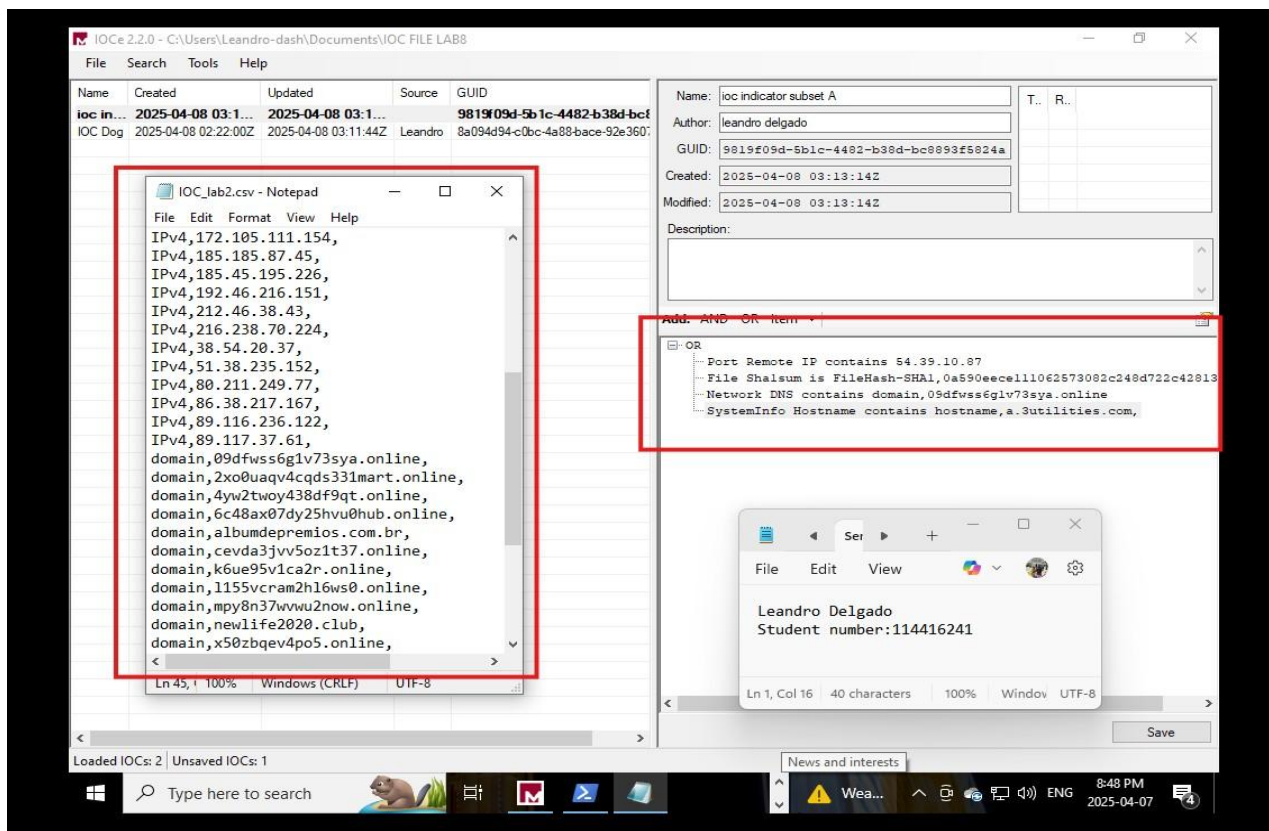 IOCe 2.2.0 - C:\Users\Leandro-dash\Documents\IOC FILE LAB8
File Search Tools Help
Name Created Updated Source GUID
ioc in... 2025-04-08 03:1... 2025-04-08 03:1... 9819f09d-5b1c-4482-b38d-bc8
IOC Dog 2025-04-08 02:22:00Z 2025-04-08 03:11:44Z Leandro 8a094d94-c0bc-4a88-bace-92e3607
IOC_lab2.csv - Notepad
File Edit Format View Help
IPv4,172.105.111.154,
IPv4,185.185.87.45,
IPv4,185.45.195.226,
IPv4,192.46.216.151,
IPv4,212.46.38.43,
IPv4,216.238.70.224,
IPv4,38.54.20.37,
IPv4,51.38.235.152,
IPv4,80.211.249.77,
IPv4,86.38.217.167,
IPv4,89.116.236.122,
IPv4,89.117.37.61,
domain,09dfwss6g1v73sya.online,
domain,2xo0uaqv4cqds331mart.online,
domain,4yw2twoy438df9qt.online,
domain,6c48ax07dy25hvu0hub.online,
domain,albumdepremios.com.br,
domain,cevda3jvv5oz1t37.online,
domain,k6ue95v1ca2r.online,
domain,l155vcram2hl6ws0.online,
domain,mpy8n37wvwu2now.online,
domain,newlife2020.club,
domain,x50zbqev4po5.online,
Ln 45, 100% Windows (CRLF) UTF-8
Name: ioc indicator subset A
T.. R..
Author: leandro delgado
GUID: 9819f09d-5b1c-4482-b38d-bc8893f5824a
Created: 2025-04-08 03:13:14Z
Modified: 2025-04-08 03:13:14Z
Description:
Add: AND OR Item
OR
Port Remote IP contains 54.39.10.87
File Sha1sum is FileHash-SHA1,0a590eece111062573082c248d722c42813
Network DNS contains domain,09dfwss6g1v73sya.online
SystemInfo Hostname contains hostname,a.3utilities.com,
Ser
File Edit View
Leandro Delgado
Student number:114416241
Ln 1, Col 16 40 characters 100% Window UTF-8
Save
Loaded IOCs: 2 Unsaved IOCs: 1
News and interests
Type here to search
Wea... ENG 8:48 PM
2025-04-07 4